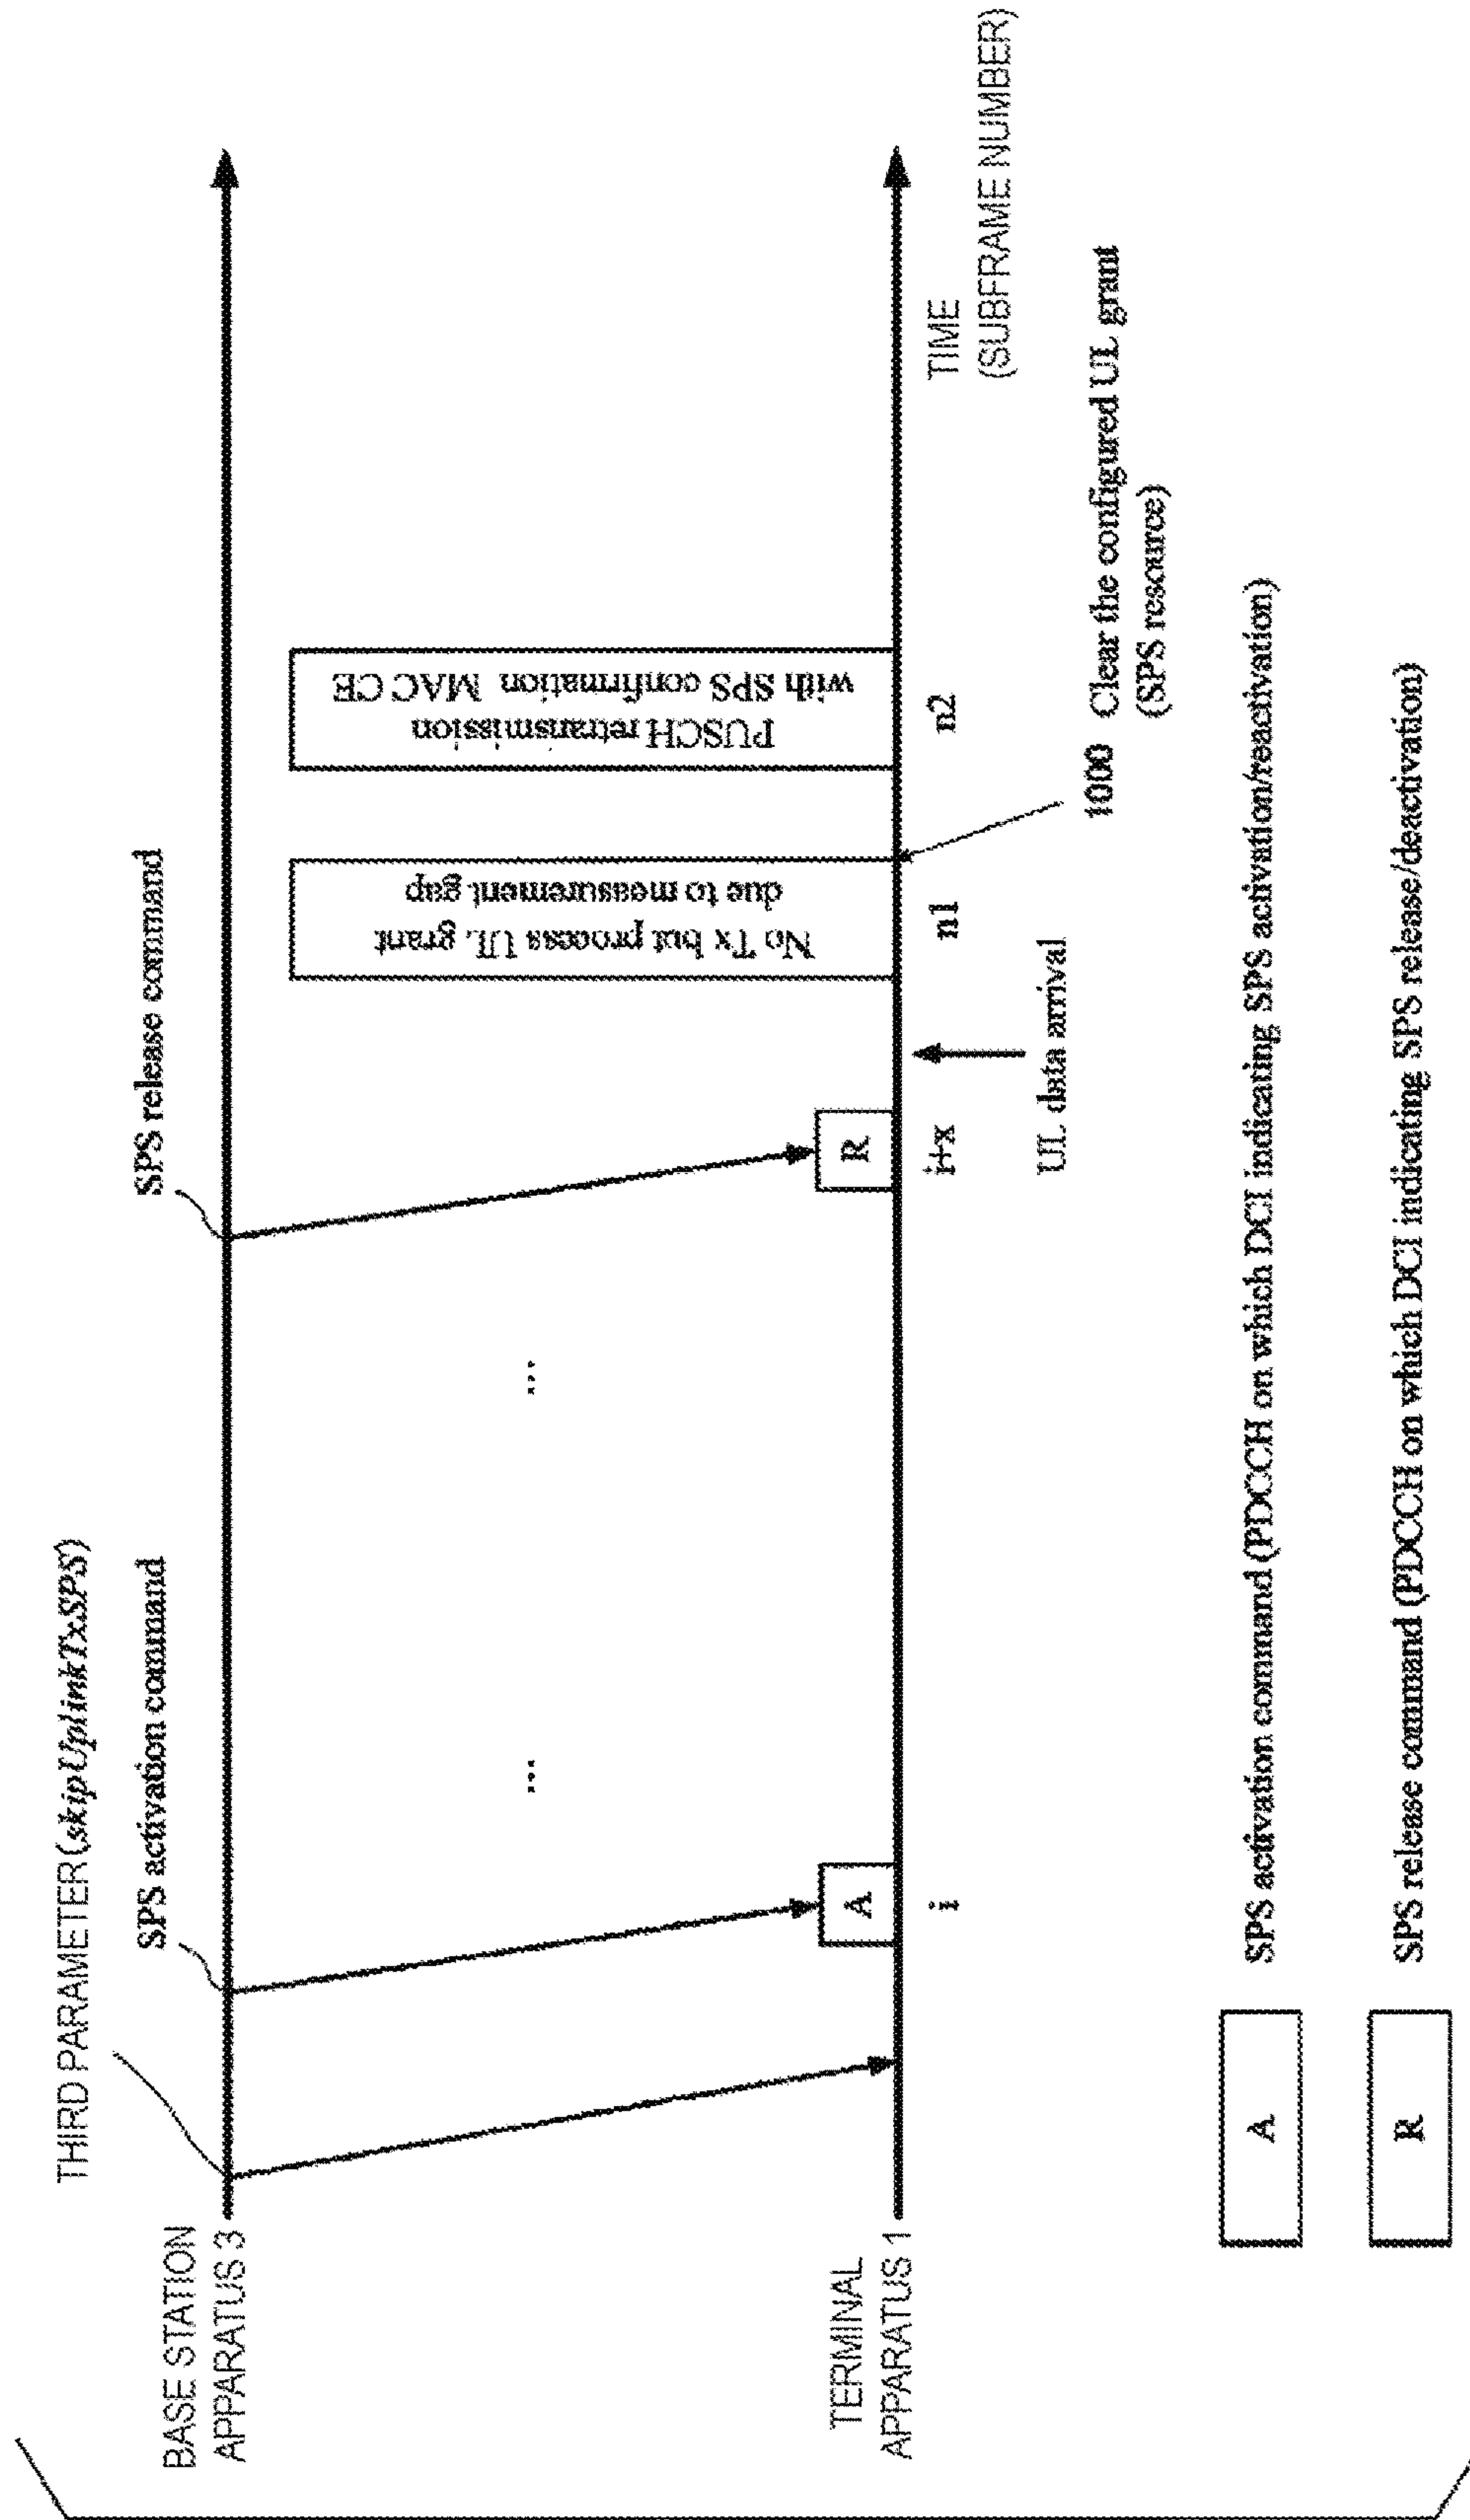 THIRD PARAMETER (skipUplinkTxSPS)
SPS activation command
SPS release command
BASE STATION
APPARATUS 3
...
...
No Tx but process UL grant
due to measurement gap
PUSCH retransmission
with SPS confirmation MAC CE
A
R
TERMINAL
APPARATUS 1
i
i+x
n1
n2
TIME
(SUBFRAME NUMBER)
UL data arrival
1000 Clear the configured UL grant
(SPS resource)
A SPS activation command (PDCCH on which DCI indicating SPS activation/reactivation)
R SPS release command (PDCCH on which DCI indicating SPS release/deactivation)